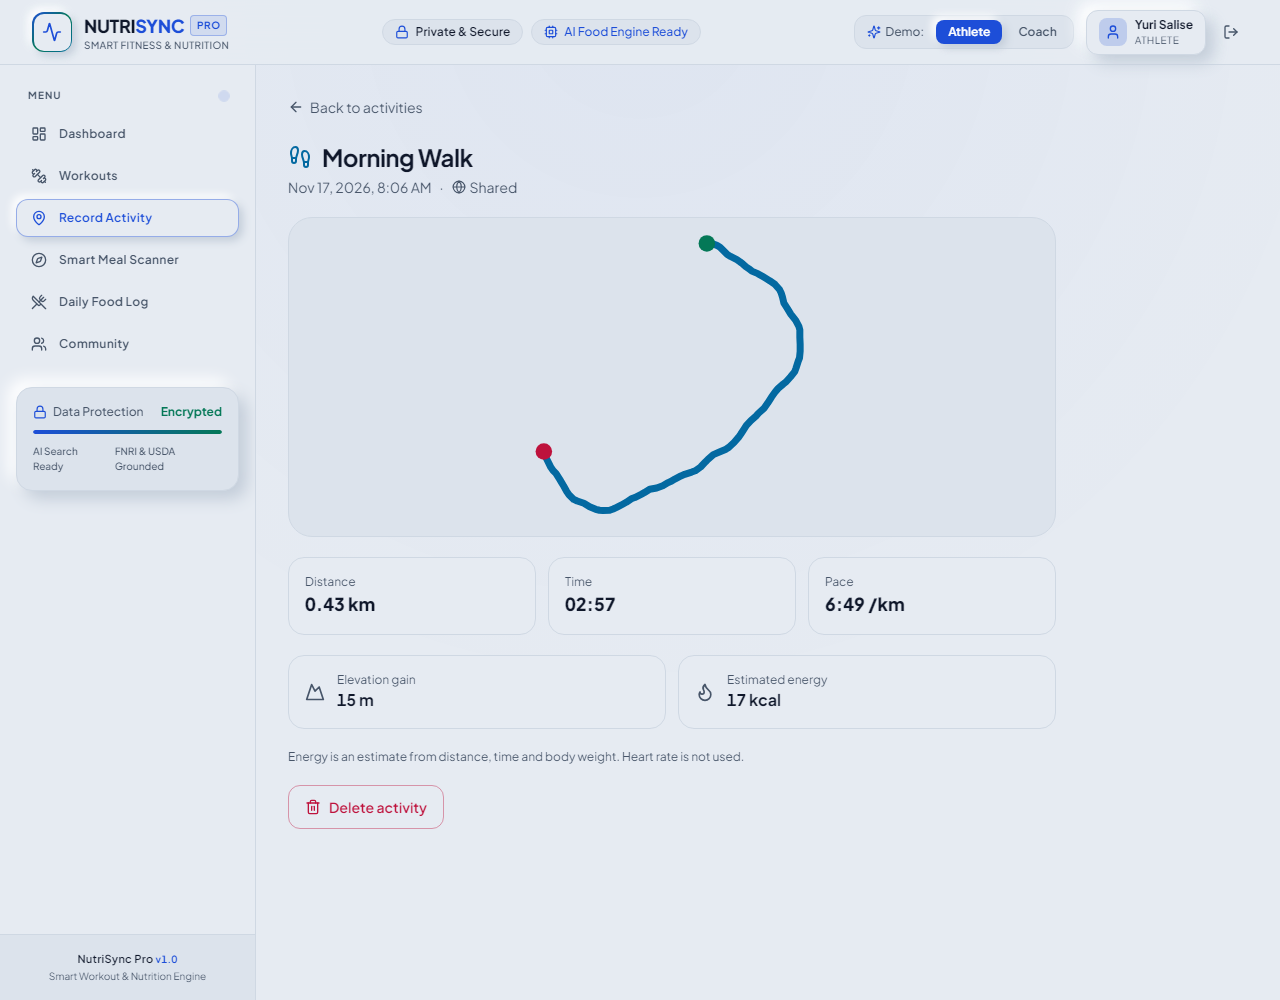 NUTRISYNC PRO
SMART FITNESS & NUTRITION
Private & Secure
AI Food Engine Ready
Demo:
Athlete
Coach
Yuri Salise
ATHLETE
MENU
Dashboard
Workouts
Record Activity
Smart Meal Scanner
Daily Food Log
Community
Data Protection Encrypted
AI Search Ready
FNRI & USDA Grounded
NutriSync Pro v1.0
Smart Workout & Nutrition Engine
Back to activities
Morning Walk
Nov 17, 2026, 8:06 AM · Shared
Distance
0.43 km
Time
02:57
Pace
6:49 /km
Elevation gain
15 m
Estimated energy
17 kcal
Energy is an estimate from distance, time and body weight. Heart rate is not used.
Delete activity